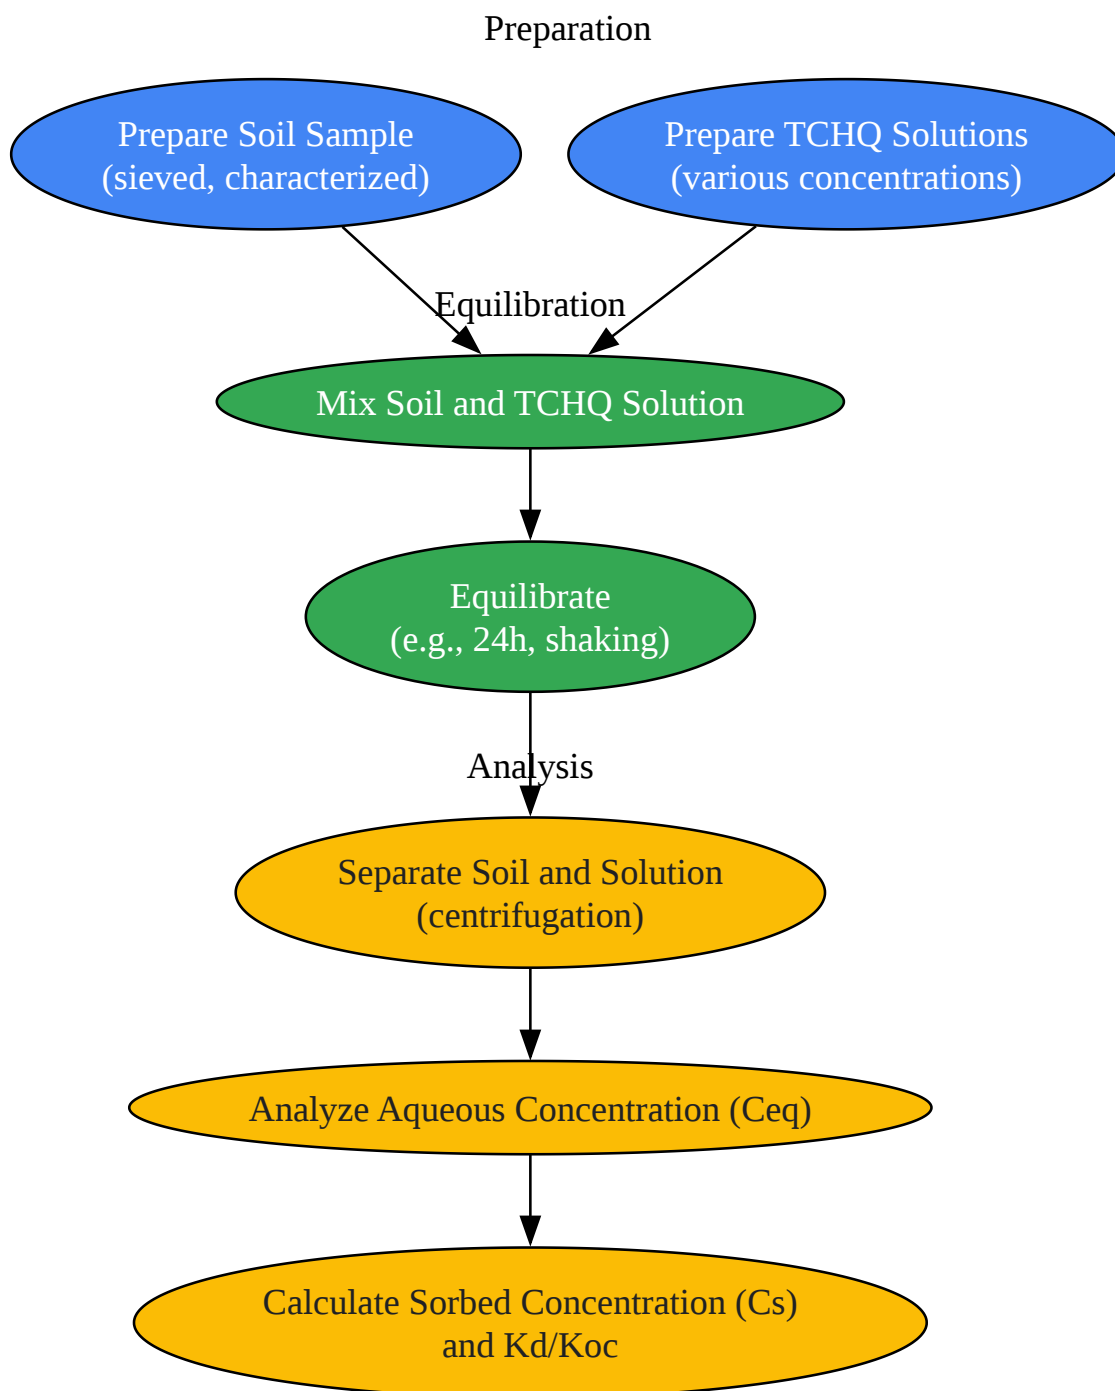 Preparation
Prepare Soil Sample
(sieved, characterized)
Prepare TCHQ Solutions
(various concentrations)
Equilibration
Mix Soil and TCHQ Solution
Equilibrate
(e.g., 24h, shaking)
Analysis
Separate Soil and Solution
(centrifugation)
Analyze Aqueous Concentration (Ceq)
Calculate Sorbed Concentration (Cs)
and Kd/Koc